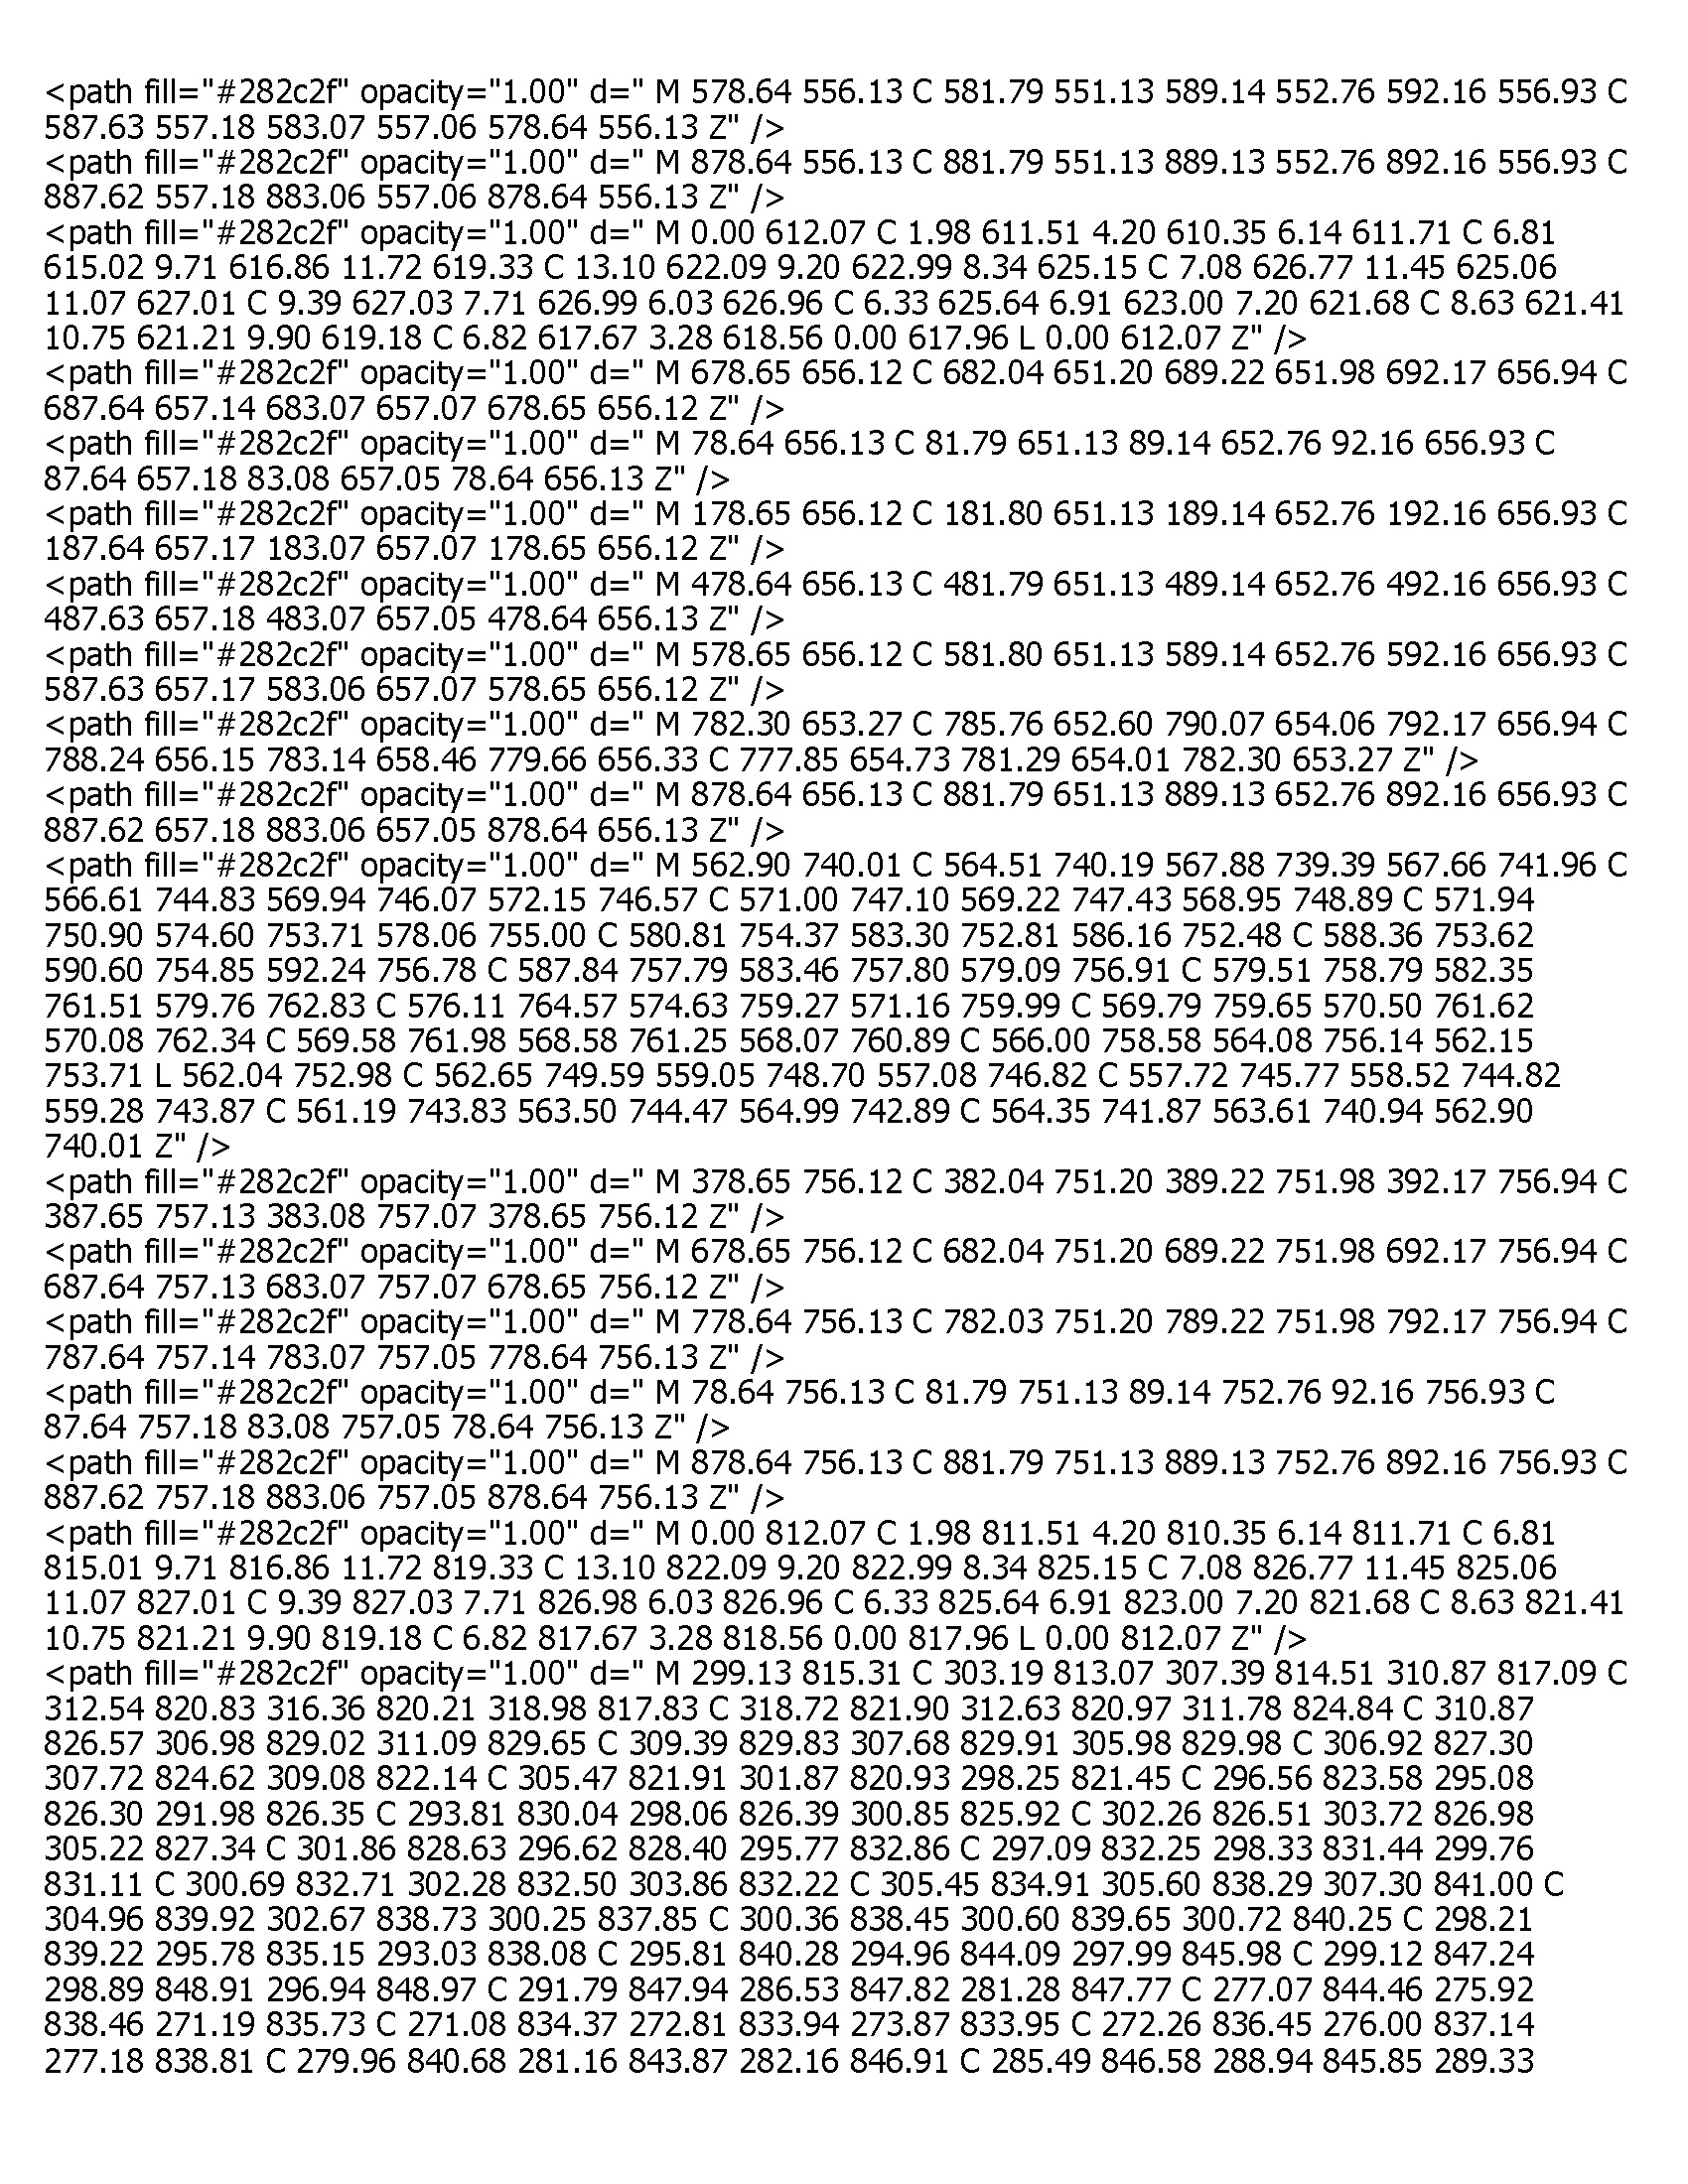 <path fill="#282c2f" opacity="1.00" d=" M 578.64 556.13 C 581.79 551.13 589.14 552.76 592.16 556.93 C
587.63 557.18 583.07 557.06 578.64 556.13 Z" />
<path fill="#282c2f" opacity="1.00" d=" M 878.64 556.13 C 881.79 551.13 889.13 552.76 892.16 556.93 C
887.62 557.18 883.06 557.06 878.64 556.13 Z" />
<path fill="#282c2f" opacity="1.00" d=" M 0.00 612.07 C 1.98 611.51 4.20 610.35 6.14 611.71 C 6.81
615.02 9.71 616.86 11.72 619.33 C 13.10 622.09 9.20 622.99 8.34 625.15 C 7.08 626.77 11.45 625.06
11.07 627.01 C 9.39 627.03 7.71 626.99 6.03 626.96 C 6.33 625.64 6.91 623.00 7.20 621.68 C 8.63 621.41
10.75 621.21 9.90 619.18 C 6.82 617.67 3.28 618.56 0.00 617.96 L 0.00 612.07 Z" />
<path fill="#282c2f" opacity="1.00" d=" M 678.65 656.12 C 682.04 651.20 689.22 651.98 692.17 656.94 C
687.64 657.14 683.07 657.07 678.65 656.12 Z" />
<path fill="#282c2f" opacity="1.00" d=" M 78.64 656.13 C 81.79 651.13 89.14 652.76 92.16 656.93 C
87.64 657.18 83.08 657.05 78.64 656.13 Z" />
<path fill="#282c2f" opacity="1.00" d=" M 178.65 656.12 C 181.80 651.13 189.14 652.76 192.16 656.93 C
187.64 657.17 183.07 657.07 178.65 656.12 Z" />
<path fill="#282c2f" opacity="1.00" d=" M 478.64 656.13 C 481.79 651.13 489.14 652.76 492.16 656.93 C
487.63 657.18 483.07 657.05 478.64 656.13 Z" />
<path fill="#282c2f" opacity="1.00" d=" M 578.65 656.12 C 581.80 651.13 589.14 652.76 592.16 656.93 C
587.63 657.17 583.06 657.07 578.65 656.12 Z" />
<path fill="#282c2f" opacity="1.00" d=" M 782.30 653.27 C 785.76 652.60 790.07 654.06 792.17 656.94 C
788.24 656.15 783.14 658.46 779.66 656.33 C 777.85 654.73 781.29 654.01 782.30 653.27 Z" />
<path fill="#282c2f" opacity="1.00" d=" M 878.64 656.13 C 881.79 651.13 889.13 652.76 892.16 656.93 C
887.62 657.18 883.06 657.05 878.64 656.13 Z" />
<path fill="#282c2f" opacity="1.00" d=" M 562.90 740.01 C 564.51 740.19 567.88 739.39 567.66 741.96 C
566.61 744.83 569.94 746.07 572.15 746.57 C 571.00 747.10 569.22 747.43 568.95 748.89 C 571.94
750.90 574.60 753.71 578.06 755.00 C 580.81 754.37 583.30 752.81 586.16 752.48 C 588.36 753.62
590.60 754.85 592.24 756.78 C 587.84 757.79 583.46 757.80 579.09 756.91 C 579.51 758.79 582.35
761.51 579.76 762.83 C 576.11 764.57 574.63 759.27 571.16 759.99 C 569.79 759.65 570.50 761.62
570.08 762.34 C 569.58 761.98 568.58 761.25 568.07 760.89 C 566.00 758.58 564.08 756.14 562.15
753.71 L 562.04 752.98 C 562.65 749.59 559.05 748.70 557.08 746.82 C 557.72 745.77 558.52 744.82
559.28 743.87 C 561.19 743.83 563.50 744.47 564.99 742.89 C 564.35 741.87 563.61 740.94 562.90
740.01 Z" />
<path fill="#282c2f" opacity="1.00" d=" M 378.65 756.12 C 382.04 751.20 389.22 751.98 392.17 756.94 C
387.65 757.13 383.08 757.07 378.65 756.12 Z" />
<path fill="#282c2f" opacity="1.00" d=" M 678.65 756.12 C 682.04 751.20 689.22 751.98 692.17 756.94 C
687.64 757.13 683.07 757.07 678.65 756.12 Z" />
<path fill="#282c2f" opacity="1.00" d=" M 778.64 756.13 C 782.03 751.20 789.22 751.98 792.17 756.94 C
787.64 757.14 783.07 757.05 778.64 756.13 Z" />
<path fill="#282c2f" opacity="1.00" d=" M 78.64 756.13 C 81.79 751.13 89.14 752.76 92.16 756.93 C
87.64 757.18 83.08 757.05 78.64 756.13 Z" />
<path fill="#282c2f" opacity="1.00" d=" M 878.64 756.13 C 881.79 751.13 889.13 752.76 892.16 756.93 C
887.62 757.18 883.06 757.05 878.64 756.13 Z" />
<path fill="#282c2f" opacity="1.00" d=" M 0.00 812.07 C 1.98 811.51 4.20 810.35 6.14 811.71 C 6.81
815.01 9.71 816.86 11.72 819.33 C 13.10 822.09 9.20 822.99 8.34 825.15 C 7.08 826.77 11.45 825.06
11.07 827.01 C 9.39 827.03 7.71 826.98 6.03 826.96 C 6.33 825.64 6.91 823.00 7.20 821.68 C 8.63 821.41
10.75 821.21 9.90 819.18 C 6.82 817.67 3.28 818.56 0.00 817.96 L 0.00 812.07 Z" />
<path fill="#282c2f" opacity="1.00" d=" M 299.13 815.31 C 303.19 813.07 307.39 814.51 310.87 817.09 C
312.54 820.83 316.36 820.21 318.98 817.83 C 318.72 821.90 312.63 820.97 311.78 824.84 C 310.87
826.57 306.98 829.02 311.09 829.65 C 309.39 829.83 307.68 829.91 305.98 829.98 C 306.92 827.30
307.72 824.62 309.08 822.14 C 305.47 821.91 301.87 820.93 298.25 821.45 C 296.56 823.58 295.08
826.30 291.98 826.35 C 293.81 830.04 298.06 826.39 300.85 825.92 C 302.26 826.51 303.72 826.98
305.22 827.34 C 301.86 828.63 296.62 828.40 295.77 832.86 C 297.09 832.25 298.33 831.44 299.76
831.11 C 300.69 832.71 302.28 832.50 303.86 832.22 C 305.45 834.91 305.60 838.29 307.30 841.00 C
304.96 839.92 302.67 838.73 300.25 837.85 C 300.36 838.45 300.60 839.65 300.72 840.25 C 298.21
839.22 295.78 835.15 293.03 838.08 C 295.81 840.28 294.96 844.09 297.99 845.98 C 299.12 847.24
298.89 848.91 296.94 848.97 C 291.79 847.94 286.53 847.82 281.28 847.77 C 277.07 844.46 275.92
838.46 271.19 835.73 C 271.08 834.37 272.81 833.94 273.87 833.95 C 272.26 836.45 276.00 837.14
277.18 838.81 C 279.96 840.68 281.16 843.87 282.16 846.91 C 285.49 846.58 288.94 845.85 289.33